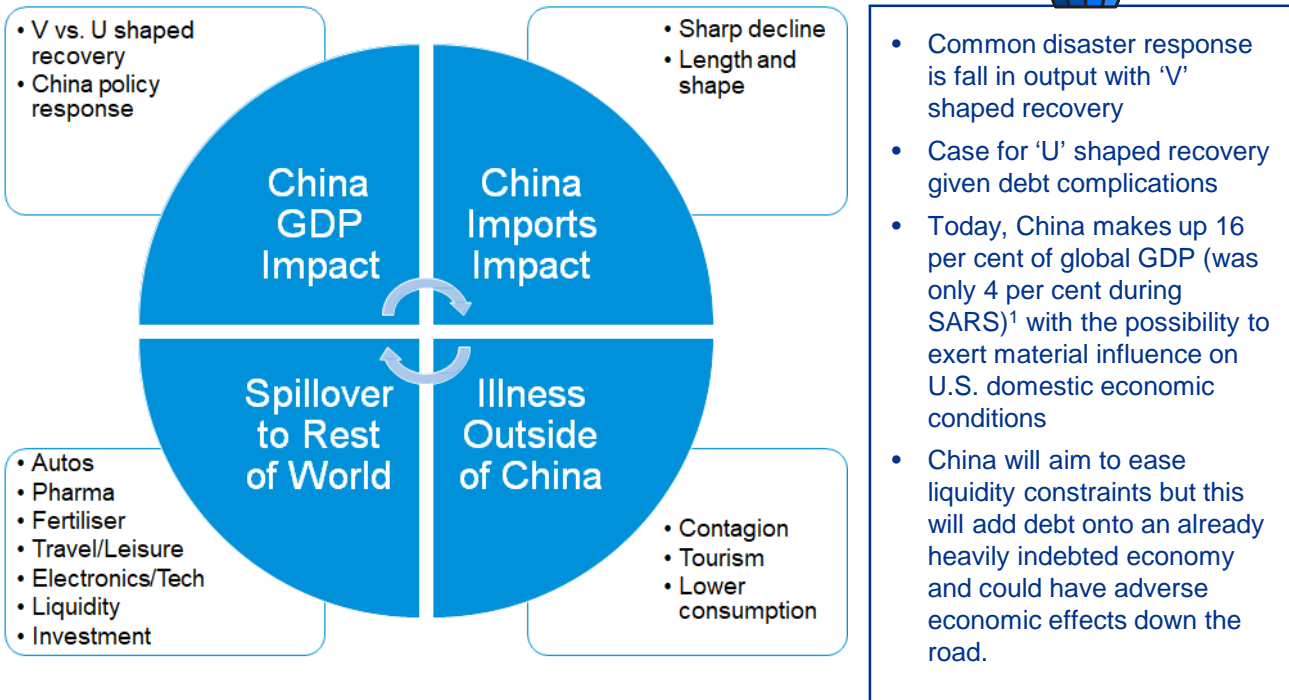 • V vs. U shaped
recovery
• China policy
response
• Sharp decline
• Length and
shape
China
GDP
Impact
China
Imports
Impact
Spillover
to Rest
of World
Illness
Outside
of China
• Autos
• Pharma
• Fertiliser
• Travel/Leisure
• Electronics/Tech
• Liquidity
• Investment
• Contagion
• Tourism
• Lower
consumption
• Common disaster response
is fall in output with ‘V’
shaped recovery
• Case for ‘U’ shaped recovery
given debt complications
• Today, China makes up 16
per cent of global GDP (was
only 4 per cent during
SARS)¹ with the possibility to
exert material influence on
U.S. domestic economic
conditions
• China will aim to ease
liquidity constraints but this
will add debt onto an already
heavily indebted economy
and could have adverse
economic effects down the
road.